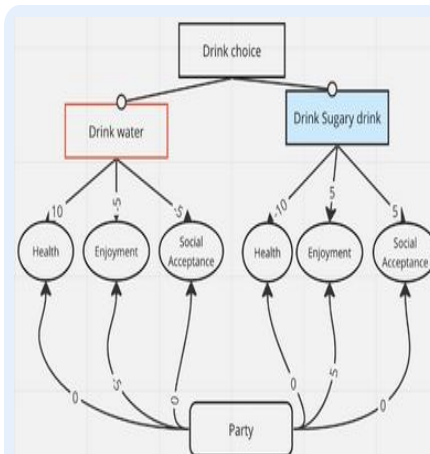 Drink choice
Drink water
Drink Sugary drink
10
-5
-5
-10
5
5
Health
Enjoyment
Social
Acceptance
Health
Enjoyment
Social
Acceptance
0
-5
0
0
5
0
Party